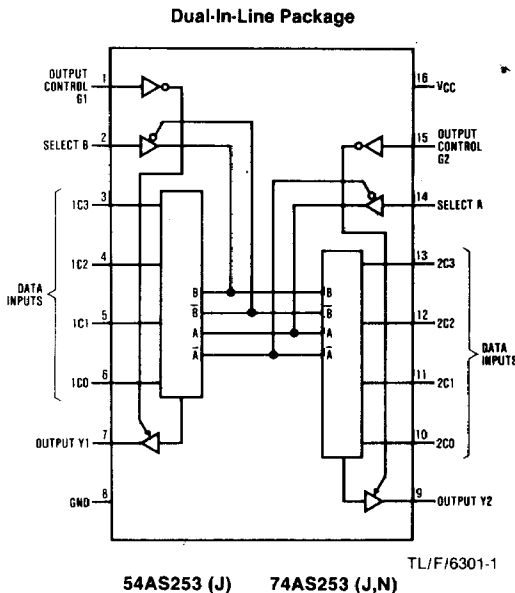 Dual-In-Line Package
OUTPUT
CONTROL
G1
1
16
VCC
SELECT B
2
15
OUTPUT
CONTROL
G2
14
SELECT A
1C3
3
1C2
4
DATA
INPUTS
1C1
5
1C0
6
B
B̅
A
A̅
B
B̅
A
A̅
13
2C3
12
2C2
DATA
INPUTS
11
2C1
10
2C0
OUTPUT Y1
7
GND
8
9
OUTPUT Y2
TL/F/6301-1
54AS253 (J) 74AS253 (J,N)